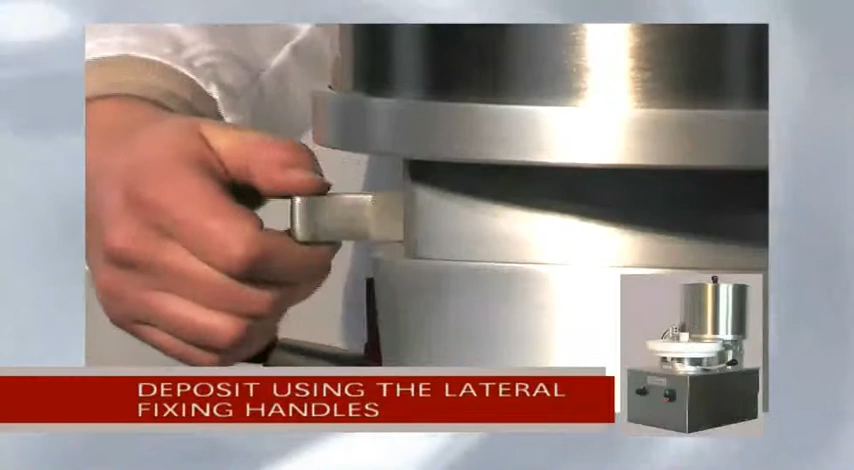 DEPOSIT USING THE LATERAL
FIXING HANDLES